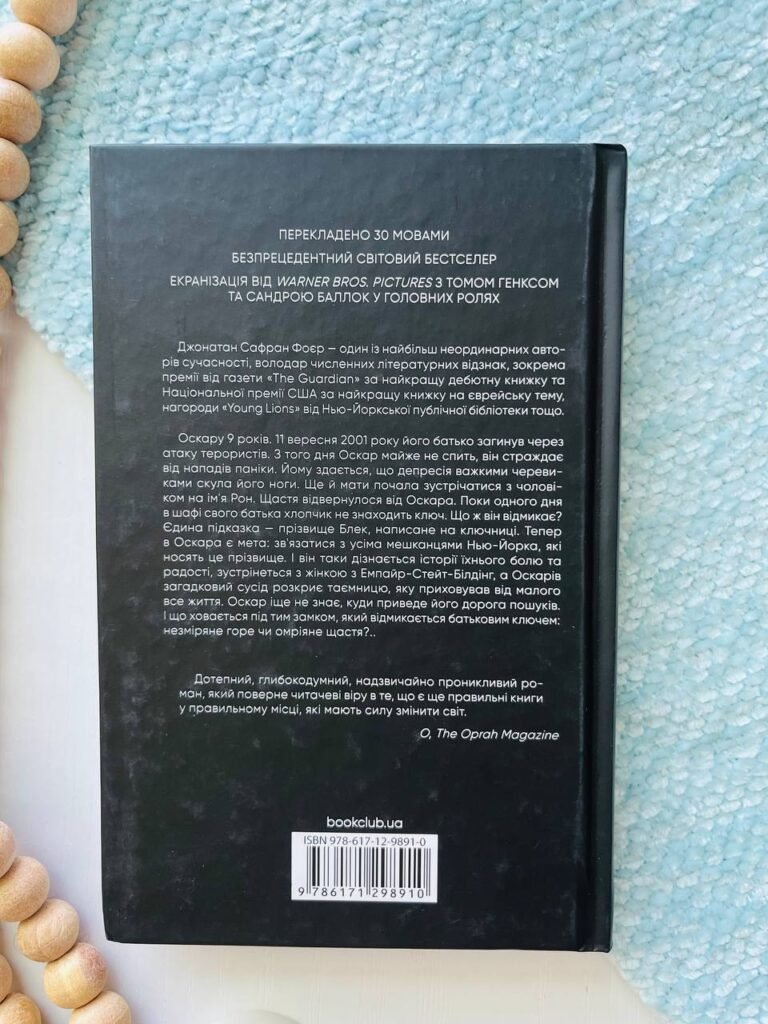 ПЕРЕКЛАДЕНО 30 МОВАМИ
БЕЗПРЕЦЕДЕНТНИЙ СВІТОВИЙ БЕСТСЕЛЕР
ЕКРАНІЗАЦІЯ ВІД WARNER BROS. PICTURES З ТОМОМ ГЕНКСОМ
ТА САНДРОЮ БАЛЛОК У ГОЛОВНИХ РОЛЯХ
Джонатан Сафран Фоєр — один із найбільш неординарних авто-
рів сучасності, володар численних літературних відзнак, зокрема
премії від газети «The Guardian» за найкращу дебютну книжку та
Національної премії США за найкращу книжку на єврейську тему,
нагороди «Young Lions» від Нью-Йоркської публічної бібліотеки тощо.
Оскару 9 років. 11 вересня 2001 року його батько загинув через
атаку терористів. З того дня Оскар майже не спить, він страждає
від нападів паніки. Йому здається, що депресія важкими череви-
ками скула його ноги. Ще й мати почала зустрічатися з чолові-
ком на ім'я Рон. Щастя відвернулося від Оскара. Поки одного дня
в шафі свого батька хлопчик не знаходить ключ. Що ж він відмикає?
Єдина підказка — прізвище Блек, написане на ключниці. Тепер
в Оскара є мета: зв'язатися з усіма мешканцями Нью-Йорка, які
носять це прізвище. І він таки дізнається історії їхнього болю та
радості, зустрінеться з жінкою з Емпайр-Стейт-Білдінг, а Оскарів
загадковий сусід розкриє таємницю, яку приховував від малого
все життя. Оскар іще не знає, куди приведе його дорога пошуків.
І що ховається під тим замком, який відмикається батьковим ключем:
незміряне горе чи омріяне щастя?..
Дотепний, глибокодумний, надзвичайно проникливий ро-
ман, який поверне читачеві віру в те, що є ще правильні книги
у правильному місці, які мають силу змінити світ.
O, The Oprah Magazine
bookclub.ua
ISBN 978-617-12-9891-0
9 786171 298910